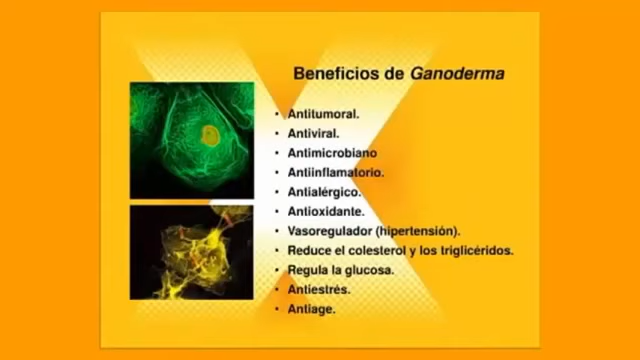 Beneficios de Ganoderma
• Antitumoral.
• Antiviral.
• Antimicrobiano
• Antiinflamatorio.
• Antialérgico.
• Antioxidante.
• Vasoregulador (hipertensión).
• Reduce el colesterol y los triglicéridos.
• Regula la glucosa.
• Antiestrés.
• Antiage.